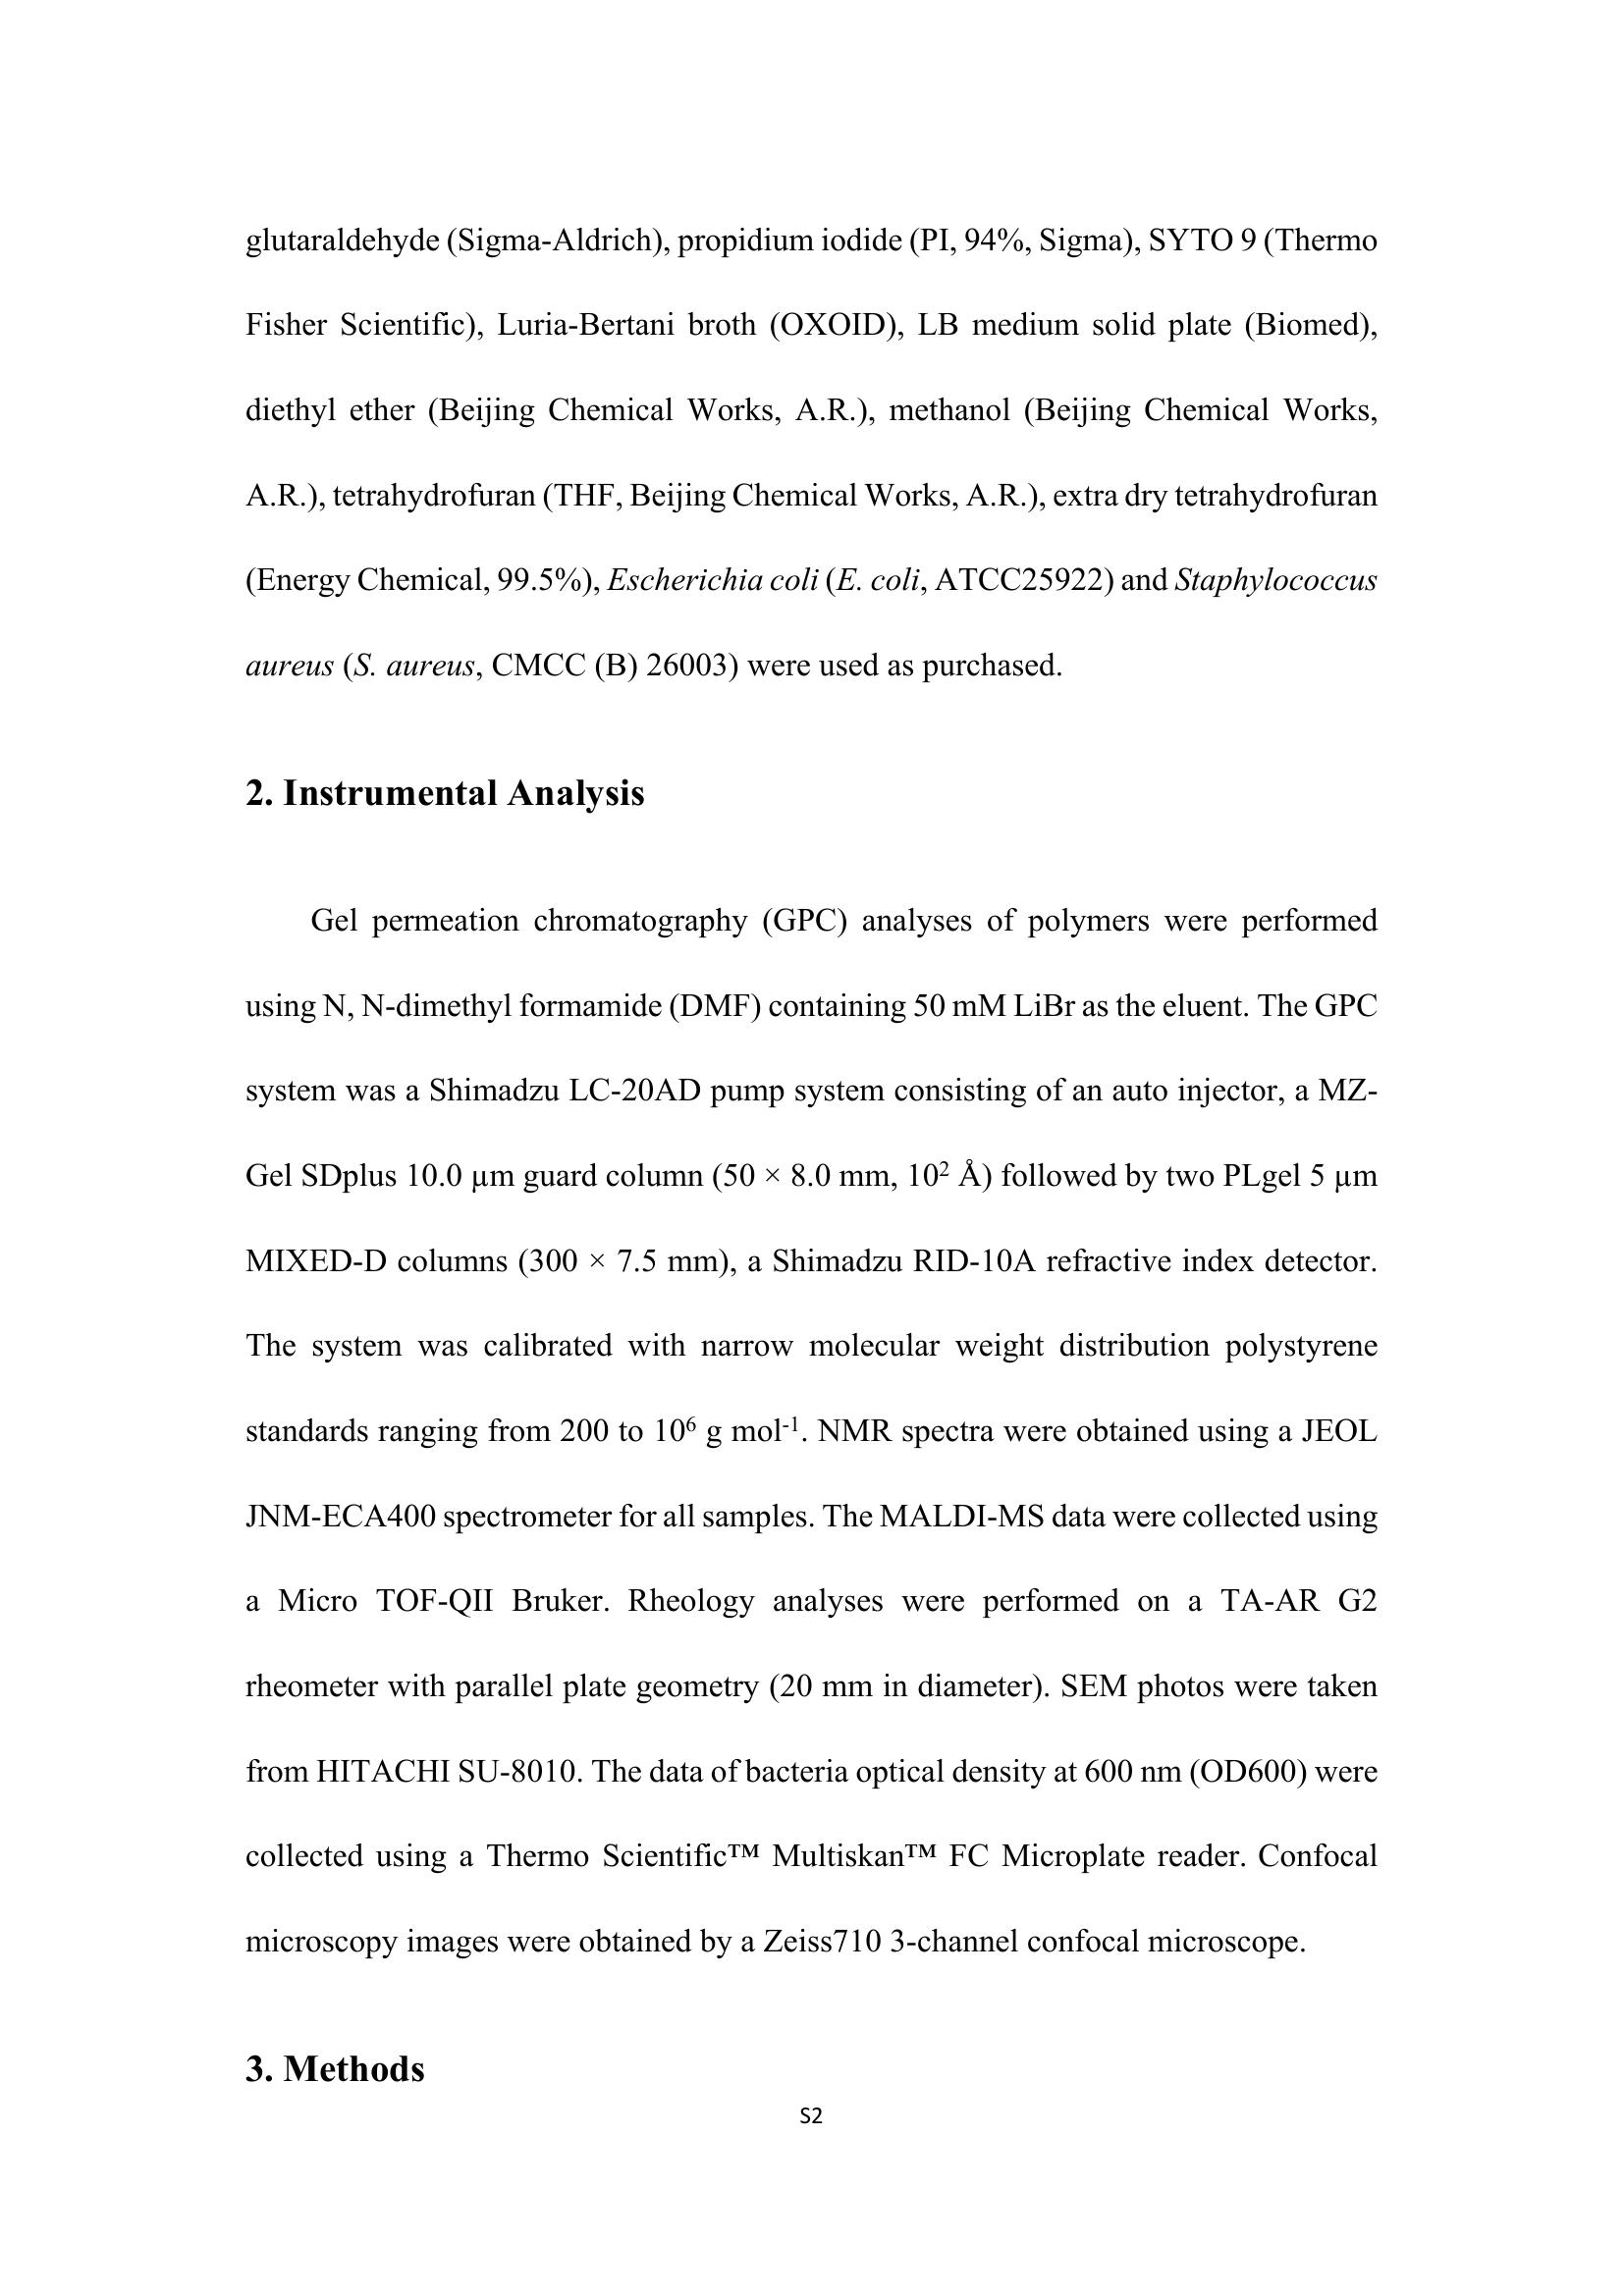 glutaraldehyde (Sigma-Aldrich), propidium iodide (PI, 94%, Sigma), SYTO 9 (Thermo
Fisher Scientific), Luria-Bertani broth (OXOID), LB medium solid plate (Biomed),
diethyl ether (Beijing Chemical Works, A.R.), methanol (Beijing Chemical Works,
A.R.), tetrahydrofuran (THF, Beijing Chemical Works, A.R.), extra dry tetrahydrofuran
(Energy Chemical, 99.5%), Escherichia coli (E. coli, ATCC25922) and Staphylococcus
aureus (S. aureus, CMCC (B) 26003) were used as purchased.
2. Instrumental Analysis
Gel permeation chromatography (GPC) analyses of polymers were performed
using N, N-dimethyl formamide (DMF) containing 50 mM LiBr as the eluent. The GPC
system was a Shimadzu LC-20AD pump system consisting of an auto injector, a MZ-
Gel SDplus 10.0 µm guard column (50 × 8.0 mm, 10² Å) followed by two PLgel 5 µm
MIXED-D columns (300 × 7.5 mm), a Shimadzu RID-10A refractive index detector.
The system was calibrated with narrow molecular weight distribution polystyrene
standards ranging from 200 to 10⁶ g mol⁻¹. NMR spectra were obtained using a JEOL
JNM-ECA400 spectrometer for all samples. The MALDI-MS data were collected using
a Micro TOF-QII Bruker. Rheology analyses were performed on a TA-AR G2
rheometer with parallel plate geometry (20 mm in diameter). SEM photos were taken
from HITACHI SU-8010. The data of bacteria optical density at 600 nm (OD600) were
collected using a Thermo Scientific™ Multiskan™ FC Microplate reader. Confocal
microscopy images were obtained by a Zeiss710 3-channel confocal microscope.
3. Methods
S2